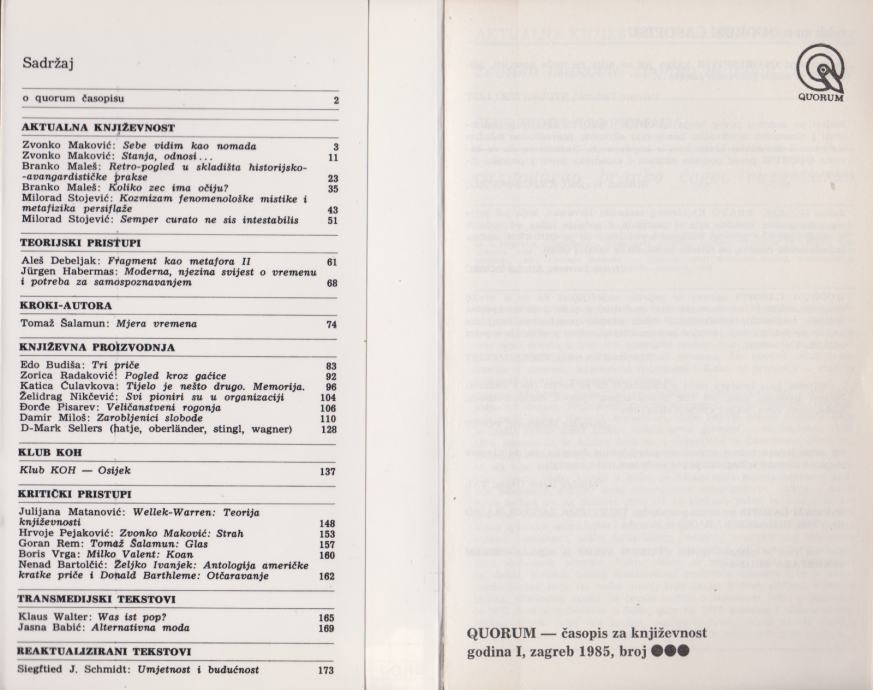 Sadržaj
o quorum časopisu 2
AKTUALNA KNJIŽEVNOST
Zvonko Maković: Sebe vidim kao nomada 3
Zvonko Maković: Stanja, odnosi... 11
Branko Maleš: Retro-pogled u skladišta historijsko-
-avangardističke prakse 23
Branko Maleš: Koliko zec ima očiju? 35
Milorad Stojević: Kozmizam fenomenološke mistike i
metafizika persiflaže 43
Milorad Stojević: Semper curato ne sis intestabilis 51
TEORIJSKI PRISTUPI
Aleš Debeljak: Fragment kao metafora II 61
Jürgen Habermas: Moderna, njezina svijest o vremenu
i potreba za samospoznavanjem 68
KROKI-AUTORA
Tomaž Šalamun: Mjera vremena 74
KNJIŽEVNA PROIZVODNJA
Edo Budiša: Tri priče 83
Zorica Radaković: Pogled kroz gaćice 92
Katica Ćulavkova: Tijelo je nešto drugo. Memorija. 96
Želidrag Nikčević: Svi pioniri su u organizaciji 104
Đorđe Pisarev: Veličanstveni rogonja 106
Damir Miloš: Zarobljenici slobode 110
D-Mark Sellers (hatje, oberländer, stingl, wagner) 128
KLUB KOH
Klub KOH — Osijek 137
KRITIČKI PRISTUPI
Julijana Matanović: Wellek-Warren: Teorija
književnosti 148
Hrvoje Pejaković: Zvonko Maković: Strah 153
Goran Rem: Tomaž Šalamun: Glas 157
Boris Vrga: Milko Valent: Koan 160
Nenad Bartolčić: Željko Ivanjek: Antologija američke
kratke priče i Donald Barthleme: Otčaravanje 162
TRANSMEDIJSKI TEKSTOVI
Klaus Walter: Was ist pop? 165
Jasna Babić: Alternativna moda 169
REAKTUALIZIRANI TEKSTOVI
Siegftied J. Schmidt: Umjetnost i budućnost 173
QUORUM
QUORUM — časopis za književnost
godina I, zagreb 1985, broj ●●●